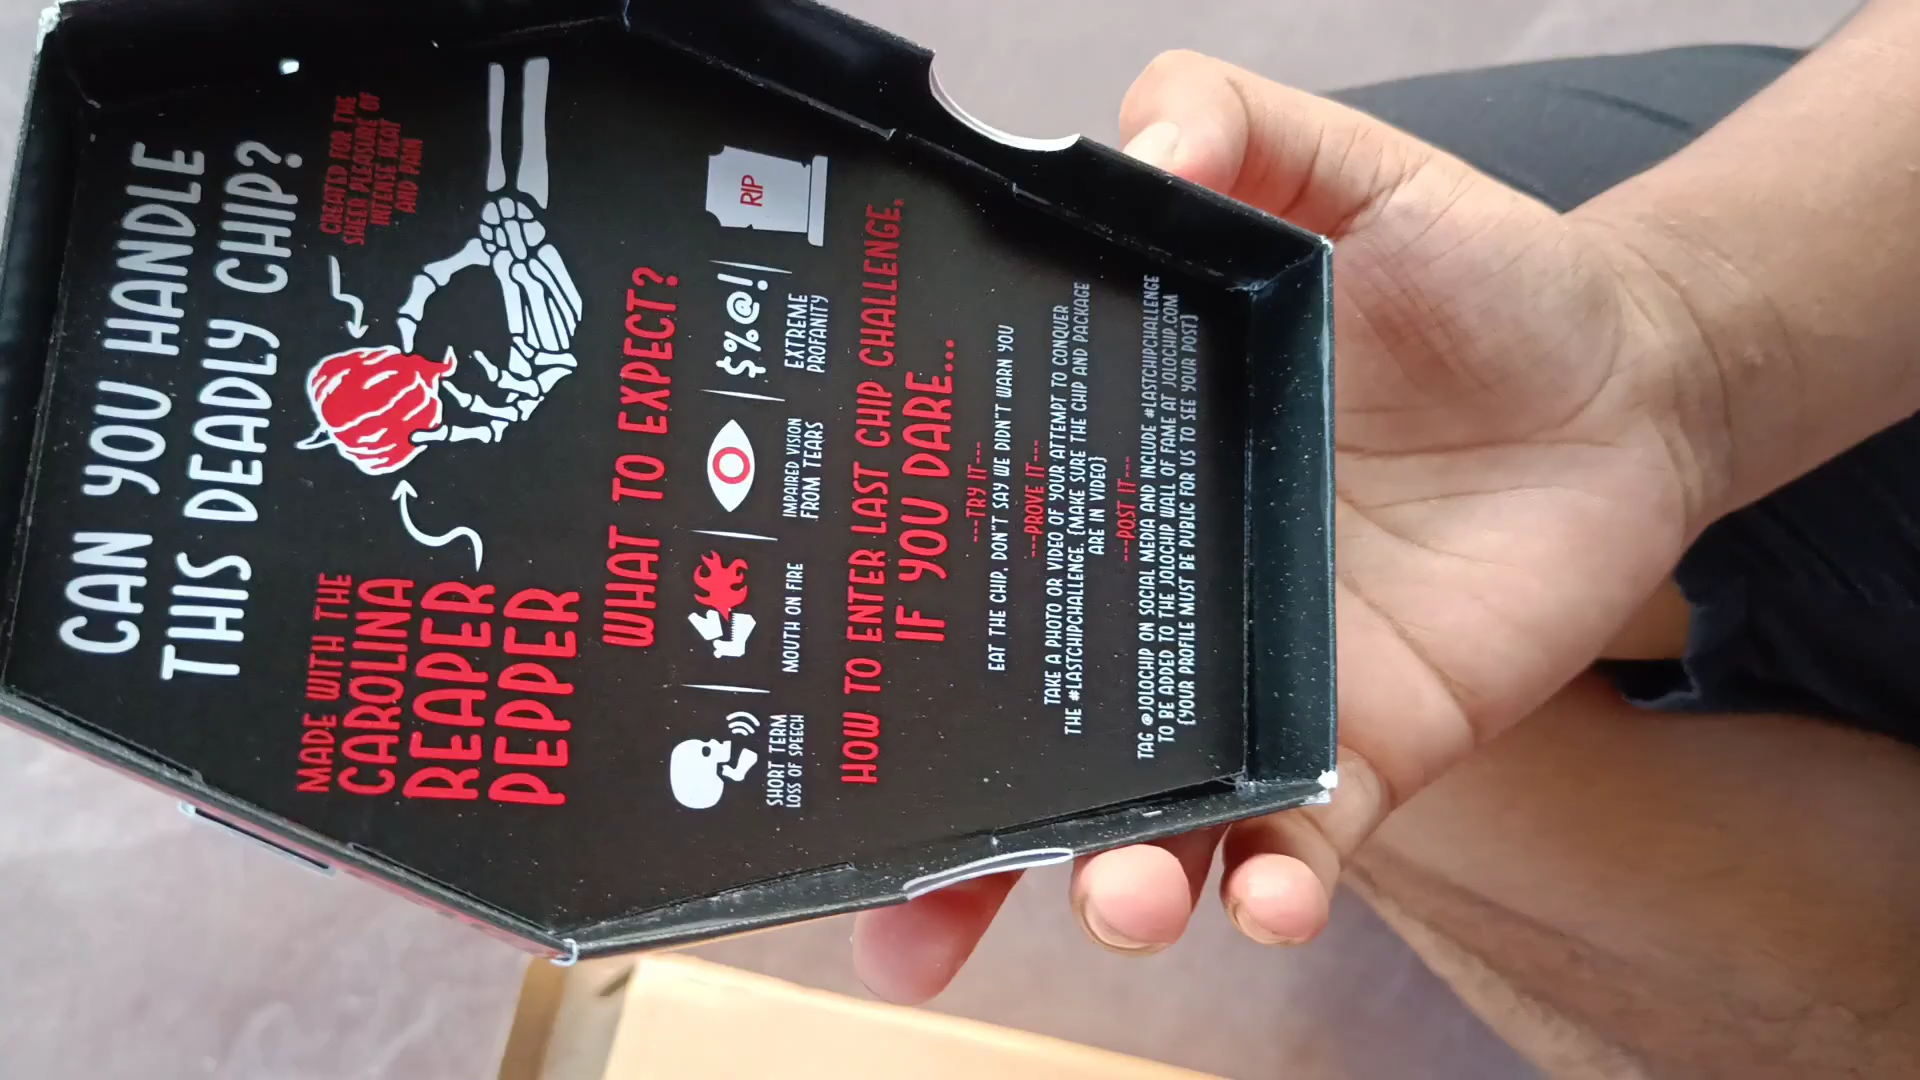 CAN YOU HANDLE
THIS DEADLY CHIP?
CREATED FOR THE
SHEER PLEASURE OF
INTENSE HEAT
AND PAIN
MADE WITH THE
CAROLINA
REAPER
PEPPER
WHAT TO EXPECT?
SHORT TERM
LOSS OF SPEECH
MOUTH ON FIRE
IMPAIRED VISION
FROM TEARS
$%@!
EXTREME
PROFANITY
RIP
HOW TO ENTER LAST CHIP CHALLENGE.
IF YOU DARE...
---TRY IT---
EAT THE CHIP, DON'T SAY WE DIDN'T WARN YOU
---PROVE IT---
TAKE A PHOTO OR VIDEO OF YOUR ATTEMPT TO CONQUER
THE #LASTCHIPCHALLENGE. [MAKE SURE THE CHIP AND PACKAGE
ARE IN VIDEO]
---POST IT---
TAG @JOLOCHIP ON SOCIAL MEDIA AND INCLUDE #LASTCHIPCHALLENGE
TO BE ADDED TO THE JOLOCHIP WALL OF FAME AT JOLOCHIP.COM
[YOUR PROFILE MUST BE PUBLIC FOR US TO SEE YOUR POST]